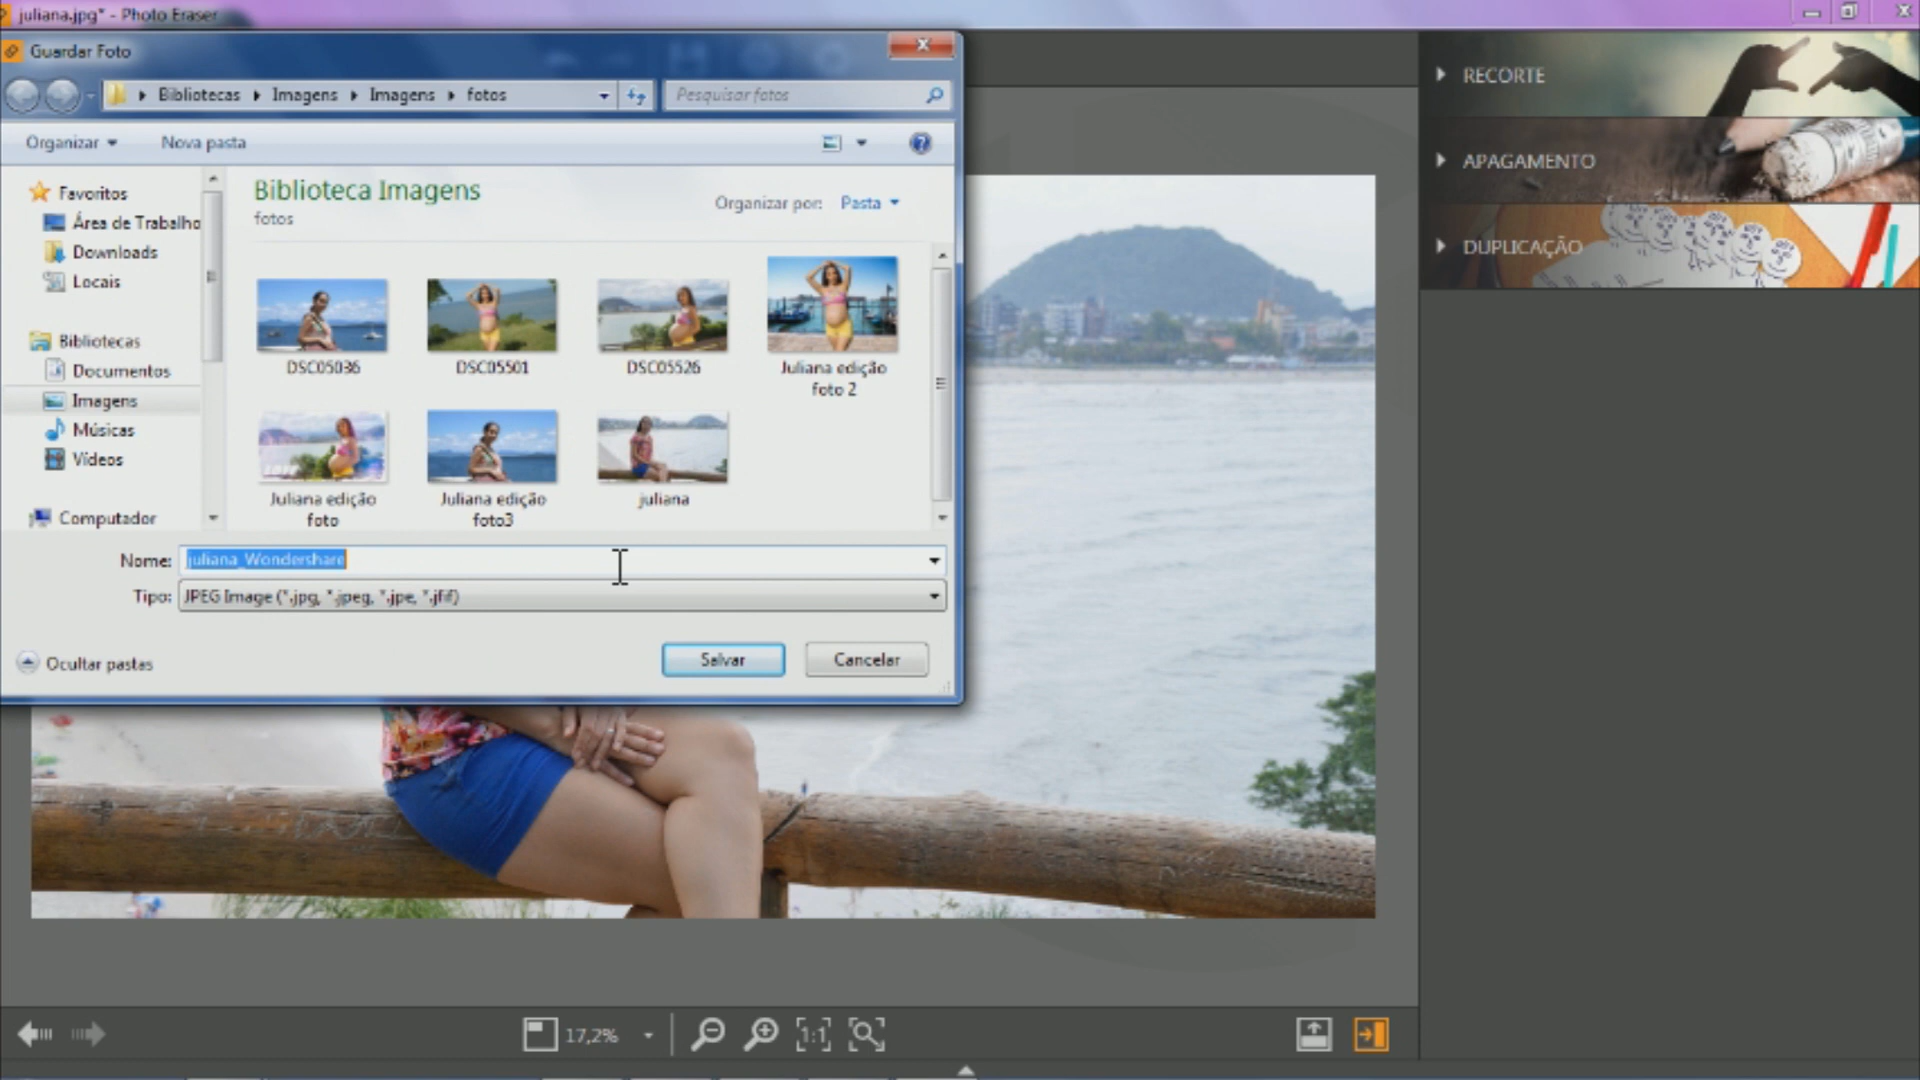 juliana.jpg* - Photo Eraser
Guardar Foto
Bibliotecas Imagens Imagens fotos
Pesquisar fotos
Organizar Nova pasta
Favoritos
Área de Trabalho
Downloads
Locais
Bibliotecas
Documentos
Imagens
Músicas
Vídeos
Computador
Biblioteca Imagens
fotos
Organizar por: Pasta
DSC05036
DSC05501
DSC05526
Juliana edição
foto 2
Juliana edição
foto
Juliana edição
foto3
juliana
Nome: juliana_Wondershare
Tipo: JPEG Image (*.jpg, *.jpeg, *.jpe, *.jfif)
Ocultar pastas
Salvar
Cancelar
RECORTE
APAGAMENTO
DUPLICAÇÃO
17,2%
1:1